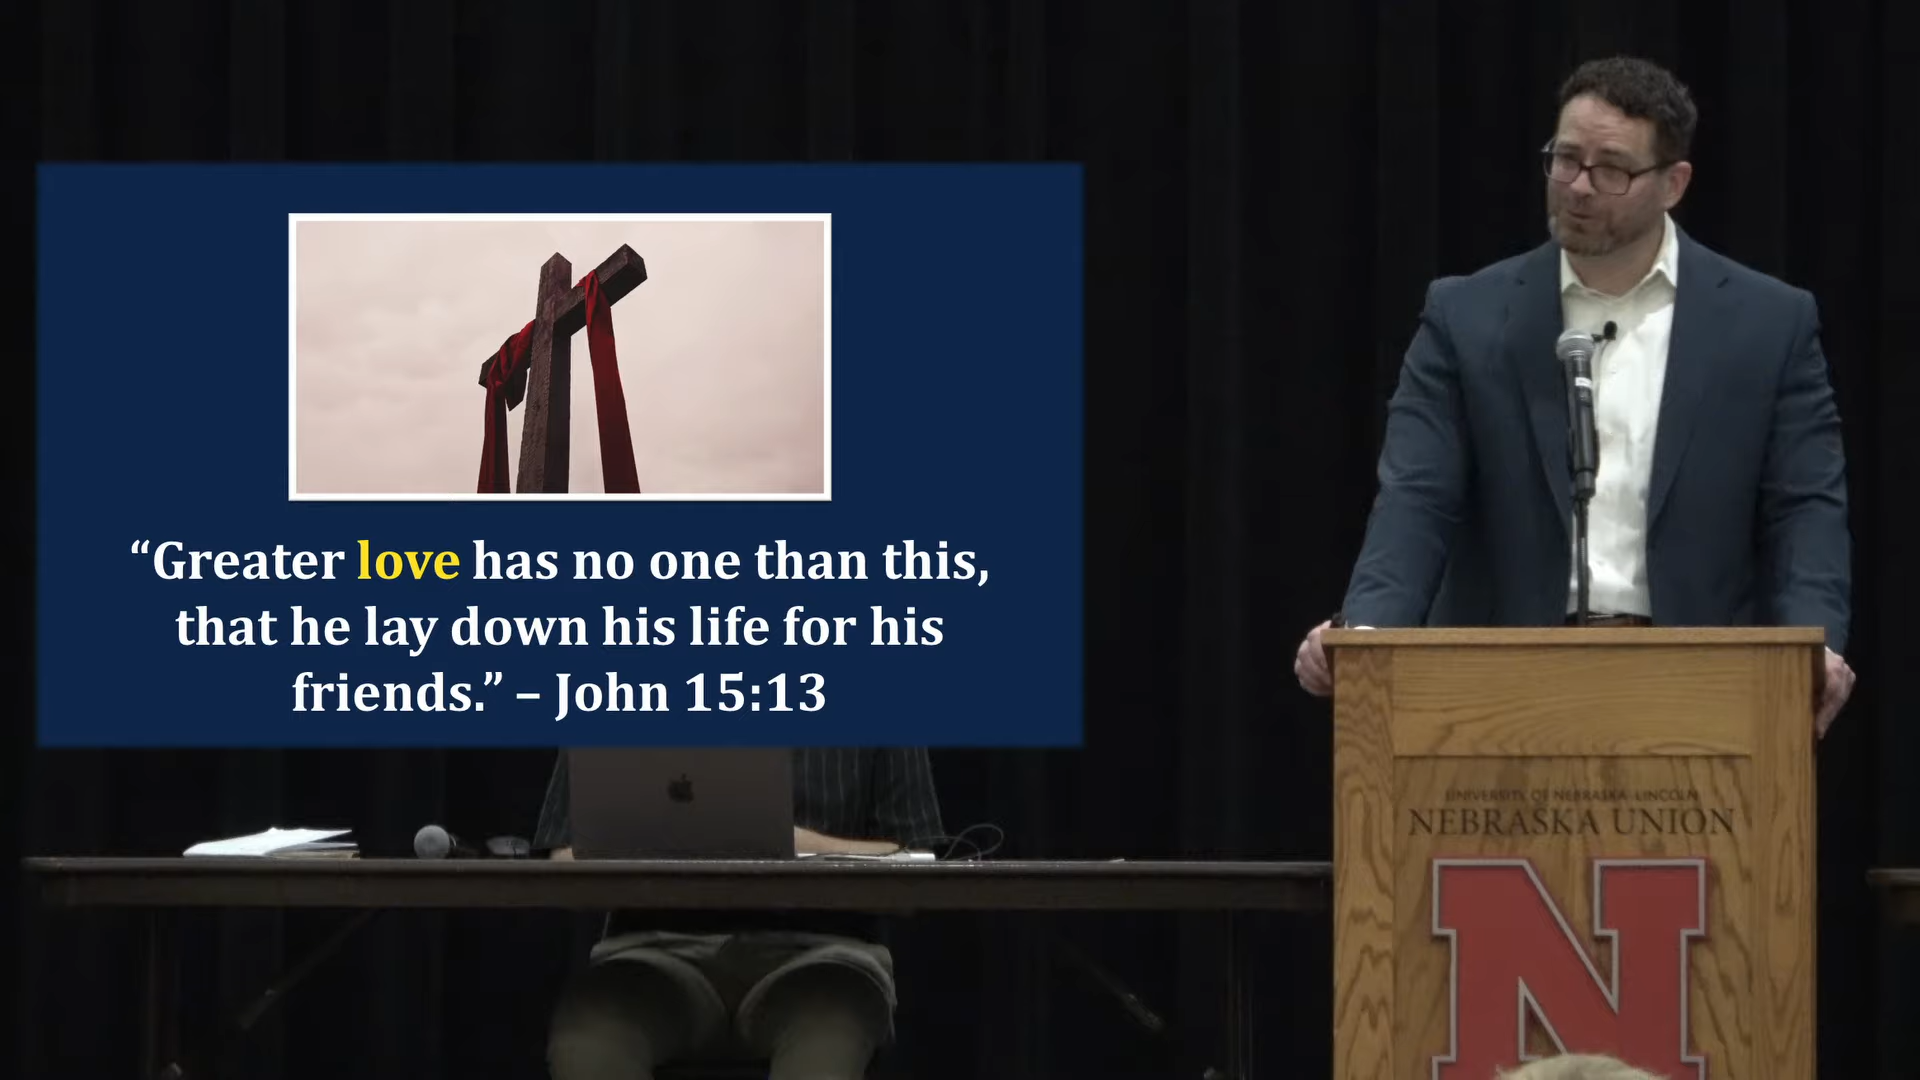 “Greater love has no one than this,
that he lay down his life for his
friends.” – John 15:13
UNIVERSITY OF NEBRASKA–LINCOLN
NEBRASKA UNION
N